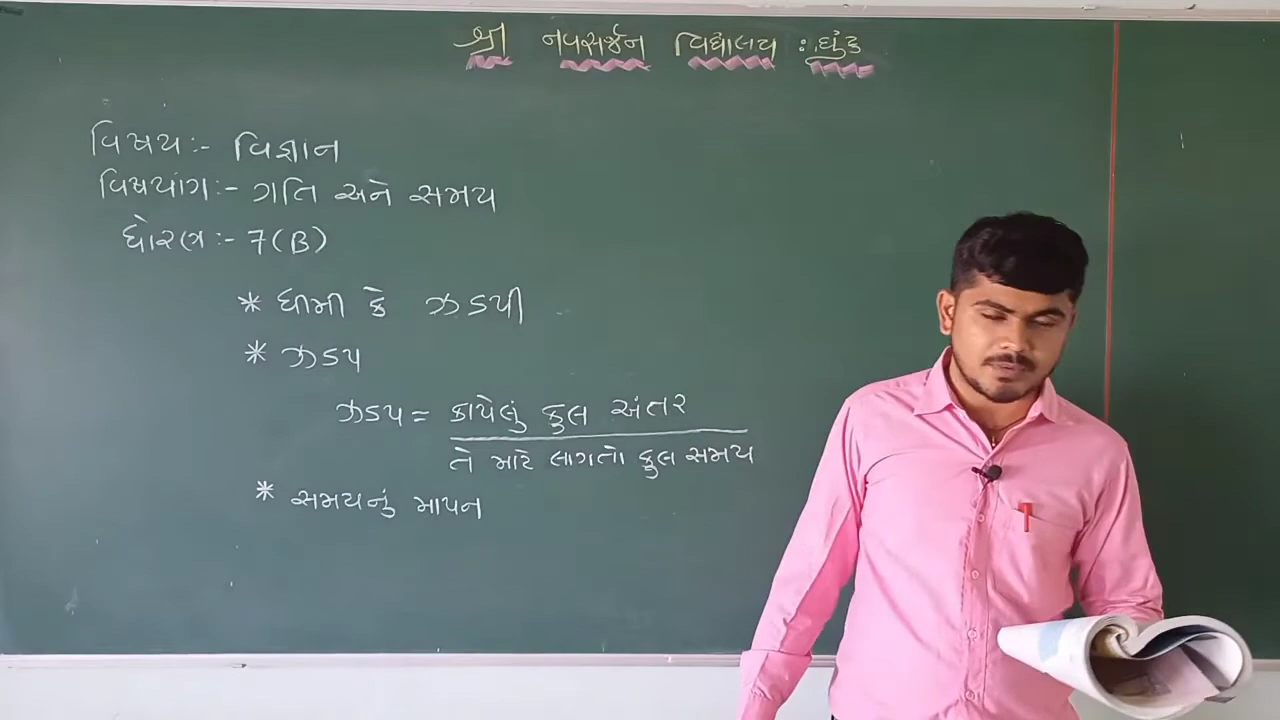 શ્રી નવસર્જન વિદ્યાલય : ઘુંટ
વિષય :- વિજ્ઞાન
વિષયાંગ :- ગતિ અને સમય
ધોરણ :- 7 (B)
* ધીમી કે ઝડપી
* ઝડપ
ઝડપ = કાપેલું કુલ અંતર
તે માટે લાગતો કુલ સમય
* સમયનું માપન